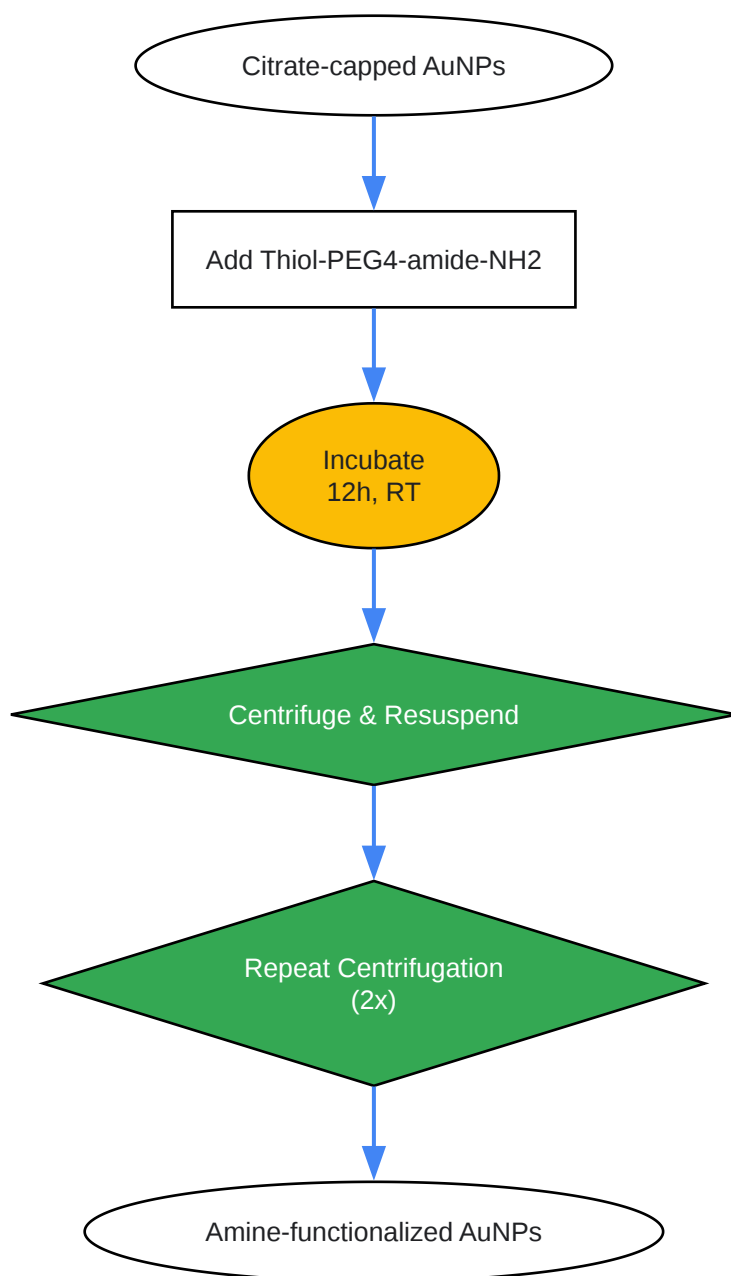 Citrate-capped AuNPs
Add Thiol-PEG4-amide-NH2
Incubate
12h, RT
Centrifuge & Resuspend
Repeat Centrifugation
(2x)
Amine-functionalized AuNPs